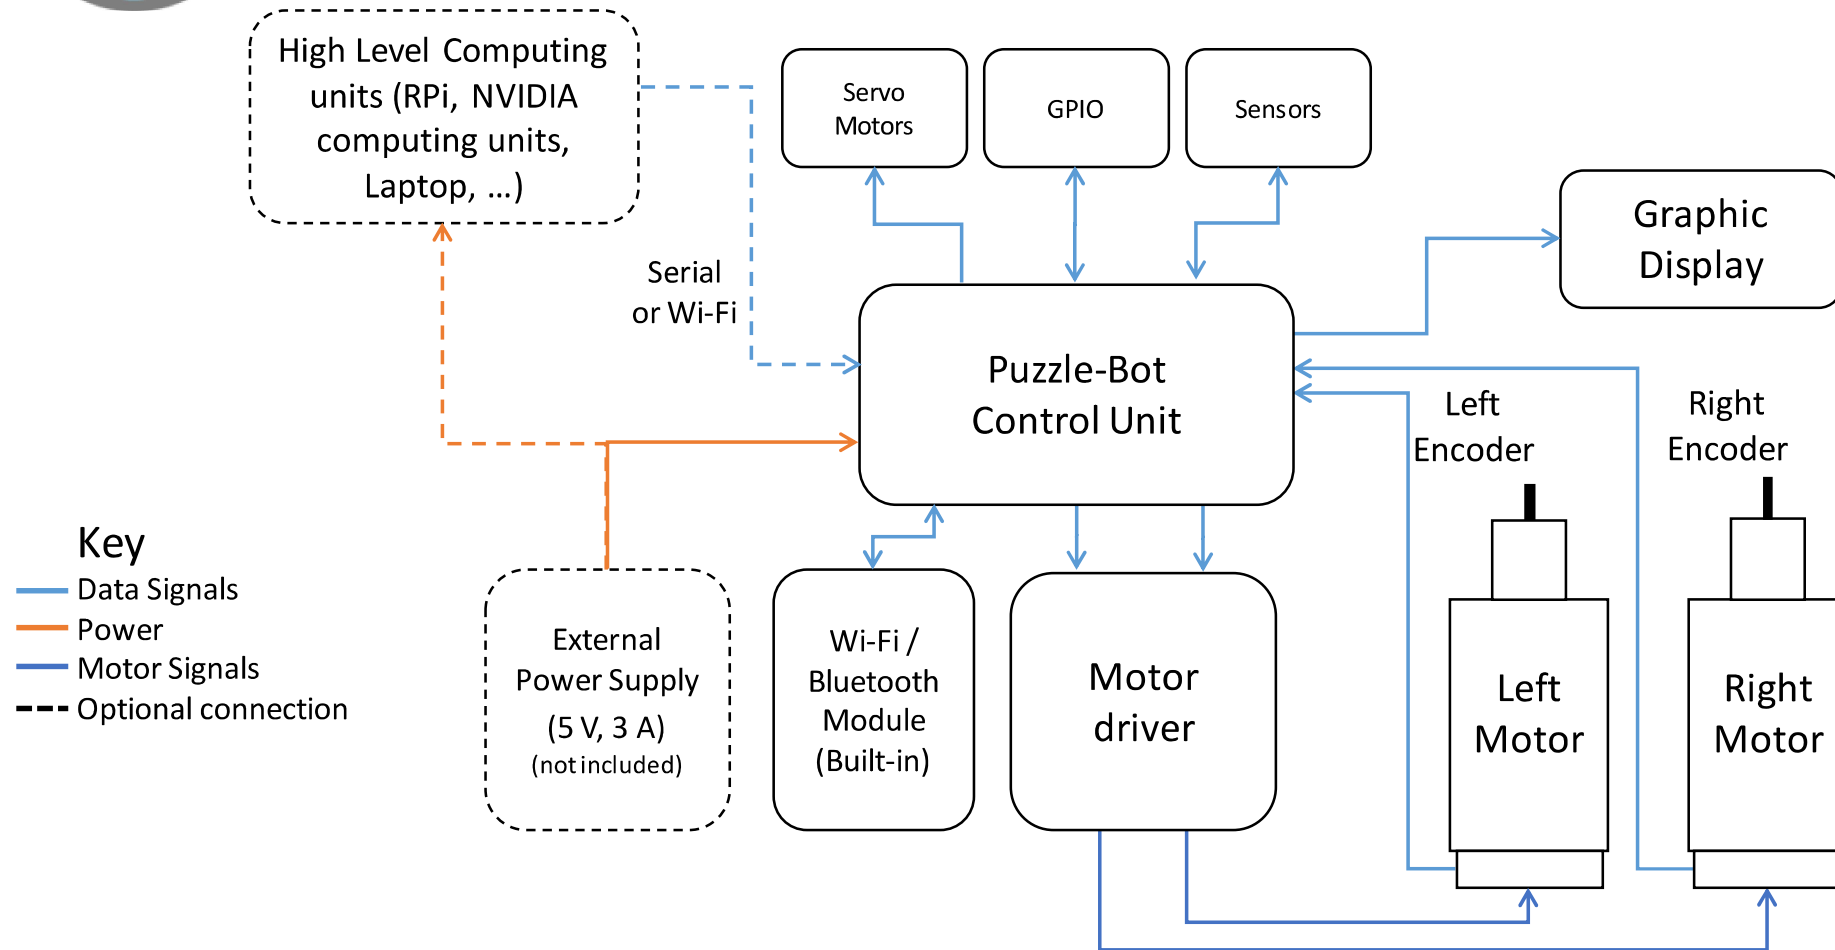 High Level Computing
units (RPi, NVIDIA
computing units,
Laptop, ...)
Servo
Motors
GPIO
Sensors
Graphic
Display
Serial
or Wi-Fi
Puzzle-Bot
Control Unit
Left
Encoder
Right
Encoder
Key
Data Signals
Power
Motor Signals
Optional connection
External
Power Supply
(5 V, 3 A)
(not included)
Wi-Fi /
Bluetooth
Module
(Built-in)
Motor
driver
Left
Motor
Right
Motor